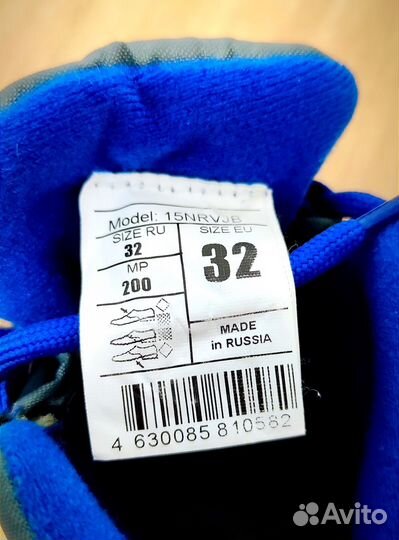 Model: 15NRVJB
SIZE RU
32
MP
200
SIZE EU
32
MADE
in RUSSIA
4 630085 810582
Avito